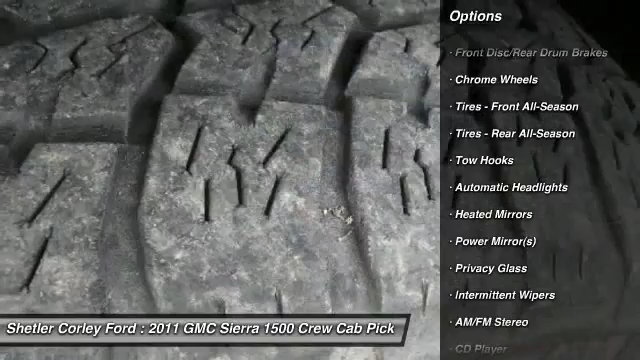 Options
· Front Disc/Rear Drum Brakes
· Chrome Wheels
· Tires - Front All-Season
· Tires - Rear All-Season
· Tow Hooks
· Automatic Headlights
· Heated Mirrors
· Power Mirror(s)
· Privacy Glass
· Intermittent Wipers
· AM/FM Stereo
· CD Player
Shetler Corley Ford : 2011 GMC Sierra 1500 Crew Cab Pick